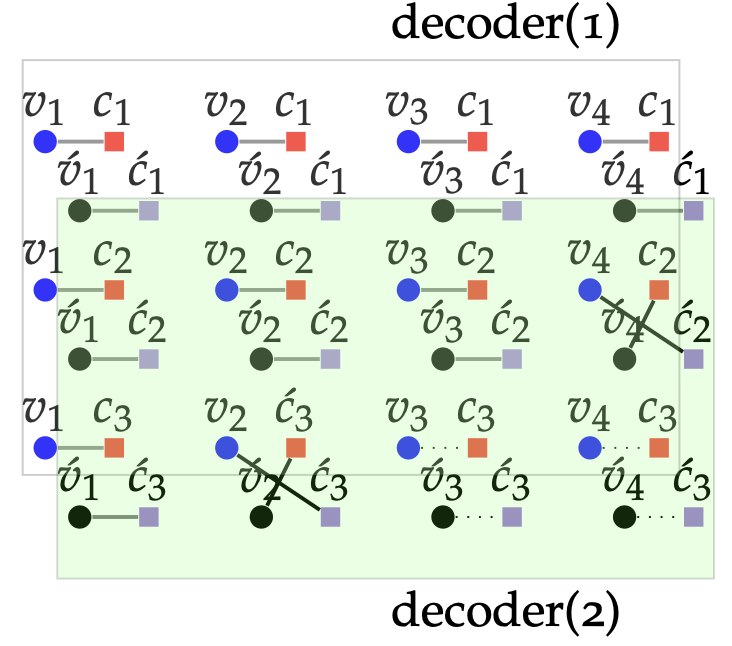 decoder(1)
v₁ c₁ v₂ c₁ v₃ c₁ v₄ c₁
v́₁ ć₁ v́₂ ć₁ v́₃ ć₁ v́₄ ć₁
v₁ c₂ v₂ c₂ v₃ c₂ v₄ c₂
v́₁ ć₂ v́₂ ć₂ v́₃ ć₂ v́₄ ć₂
v₁ c₃ v₂ ć₃ v₃ c₃ v₄ c₃
v́₁ ć₃ v́₂ ć₃ v́₃ ć₃ v́₄ ć₃
decoder(2)